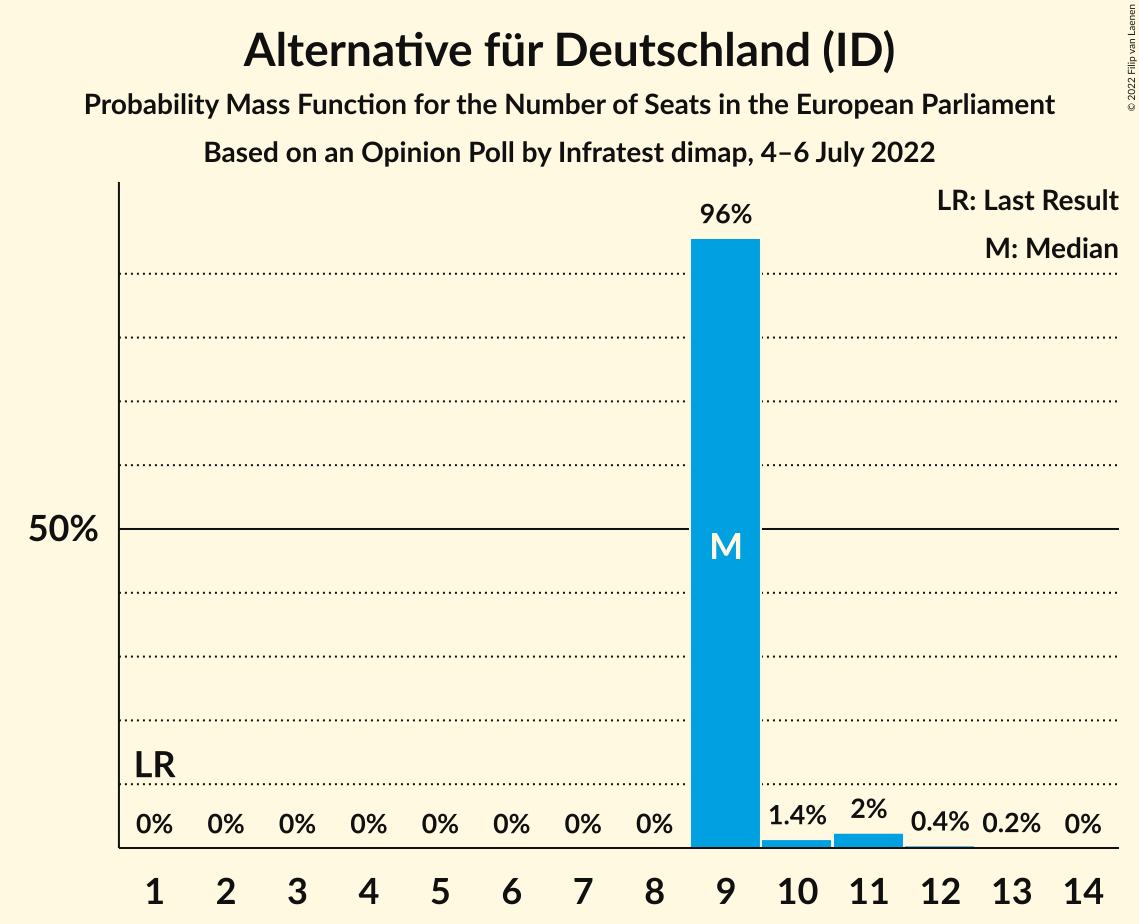 Alternative für Deutschland (ID)
Probability Mass Function for the Number of Seats in the European Parliament
Based on an Opinion Poll by Infratest dimap, 4–6 July 2022
© 2022 Filip van Laenen
LR: Last Result
M: Median
96%
50%
M
LR
0% 0% 0% 0% 0% 0% 0% 0% 1.4% 2% 0.4% 0.2% 0%
1 2 3 4 5 6 7 8 9 10 11 12 13 14